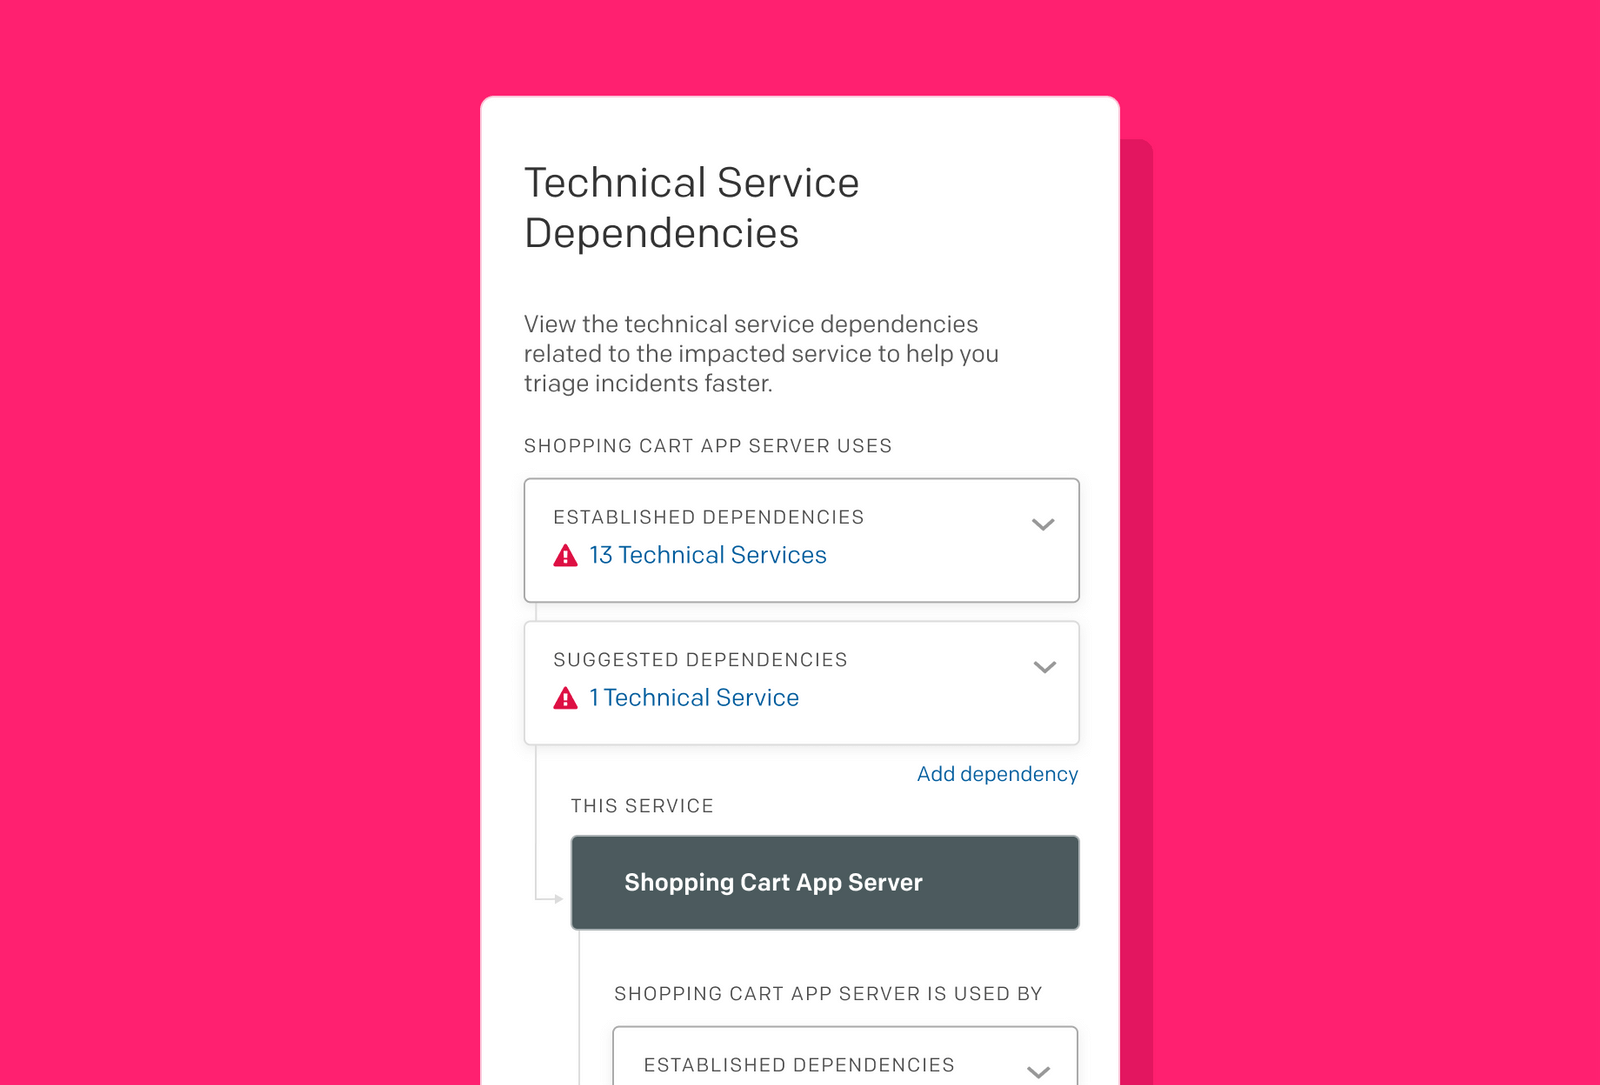 Technical Service
Dependencies
View the technical service dependencies
related to the impacted service to help you
triage incidents faster.
SHOPPING CART APP SERVER USES
ESTABLISHED DEPENDENCIES
13 Technical Services
SUGGESTED DEPENDENCIES
1 Technical Service
Add dependency
THIS SERVICE
Shopping Cart App Server
SHOPPING CART APP SERVER IS USED BY
ESTABLISHED DEPENDENCIES